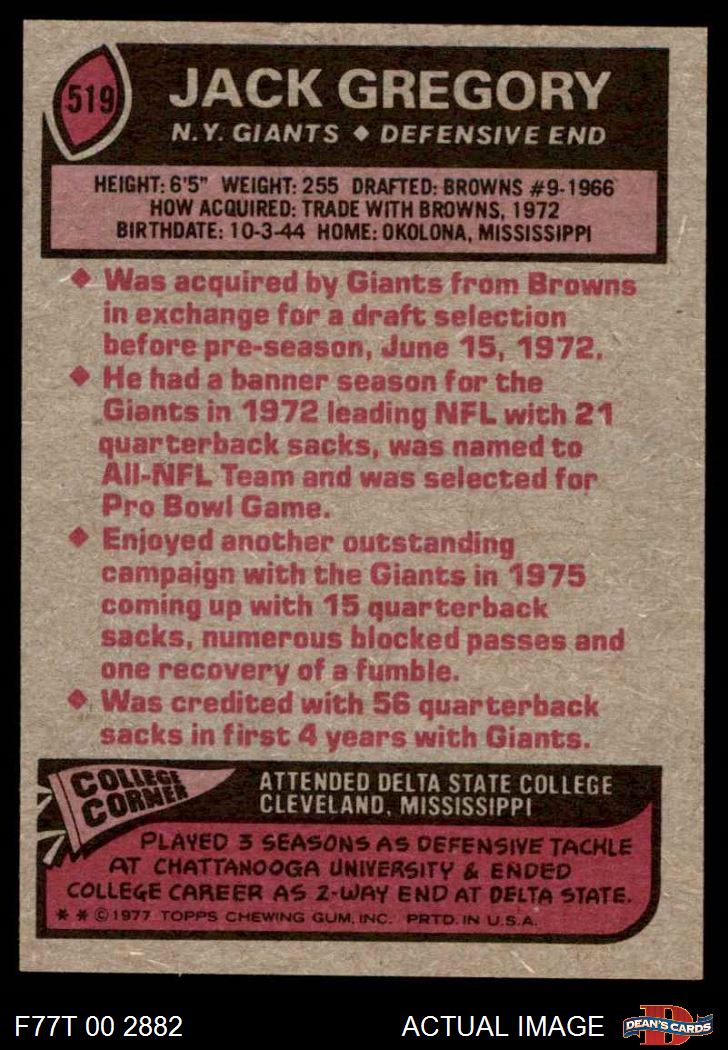 519
JACK GREGORY
N.Y. GIANTS ♦ DEFENSIVE END
HEIGHT: 6'5" WEIGHT: 255 DRAFTED: BROWNS #9-1966
HOW ACQUIRED: TRADE WITH BROWNS, 1972
BIRTHDATE: 10-3-44 HOME: OKOLONA, MISSISSIPPI
♦ Was acquired by Giants from Browns
in exchange for a draft selection
before pre-season, June 15, 1972.
♦ He had a banner season for the
Giants in 1972 leading NFL with 21
quarterback sacks, was named to
All-NFL Team and was selected for
Pro Bowl Game.
♦ Enjoyed another outstanding
campaign with the Giants in 1975
coming up with 15 quarterback
sacks, numerous blocked passes and
one recovery of a fumble.
♦ Was credited with 56 quarterback
sacks in first 4 years with Giants.
COLLEGE
CORNER
ATTENDED DELTA STATE COLLEGE
CLEVELAND, MISSISSIPPI
PLAYED 3 SEASONS AS DEFENSIVE TACKLE
AT CHATTANOOGA UNIVERSITY & ENDED
COLLEGE CAREER AS 2-WAY END AT DELTA STATE.
* * © 1977 TOPPS CHEWING GUM, INC. PRTD. IN U.S.A.
F77T 00 2882
ACTUAL IMAGE
D
DEAN'S CARDS